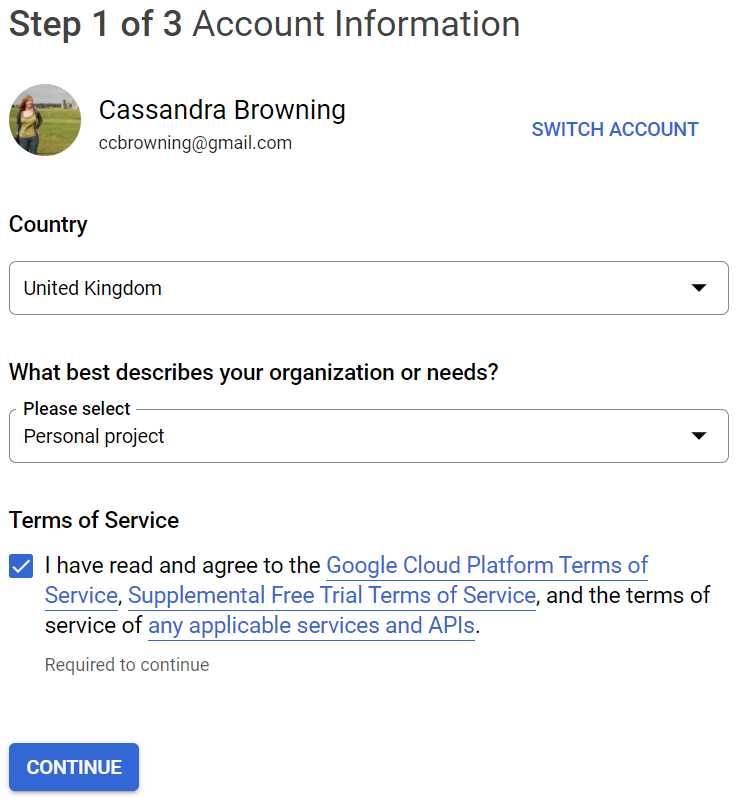 Step 1 of 3 Account Information
Cassandra Browning
ccbrowning@gmail.com
SWITCH ACCOUNT
Country
United Kingdom
What best describes your organization or needs?
Please select
Personal project
Terms of Service
I have read and agree to the Google Cloud Platform Terms of
Service, Supplemental Free Trial Terms of Service, and the terms of
service of any applicable services and APIs.
Required to continue
CONTINUE